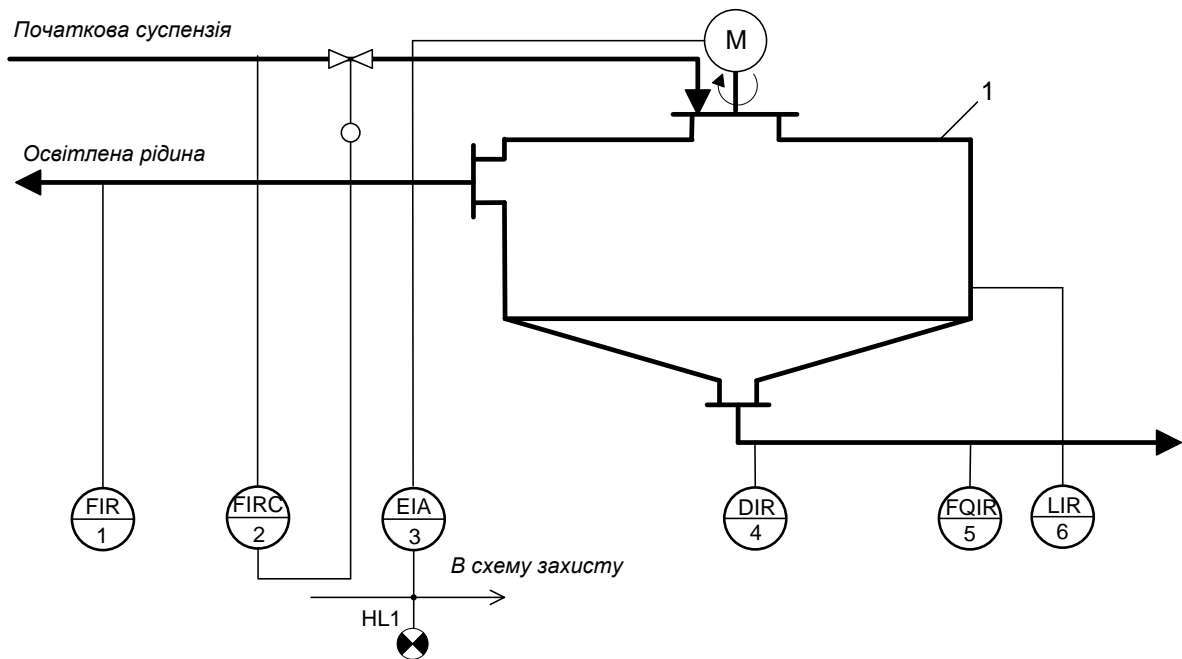 Початкова суспензія
M
1
Освітлена рідина
FIR
1
FIRC
2
EIA
3
DIR
4
FQIR
5
LIR
6
В схему захисту
HL1